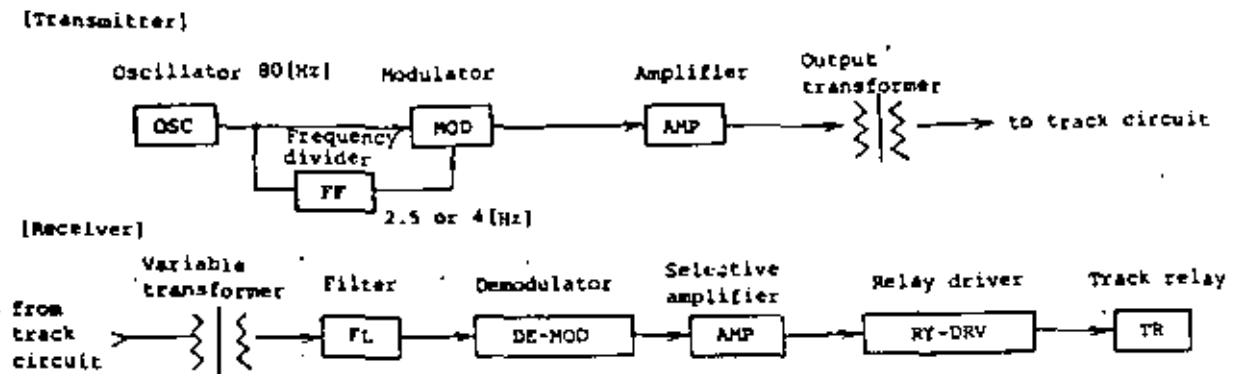 [Transmitter]
Oscillator 80[Hz]
Modulator
Amplifier
Output
transformer
OSC
MOD
AMP
to track circuit
Frequency
divider
FF
2.5 or 4[Hz]
[Receiver]
Variable
transformer
Filter
Demodulator
Selective
amplifier
Relay driver
Track relay
from
track
circuit
FL
DE-MOD
AMP
RY-DRV
TR